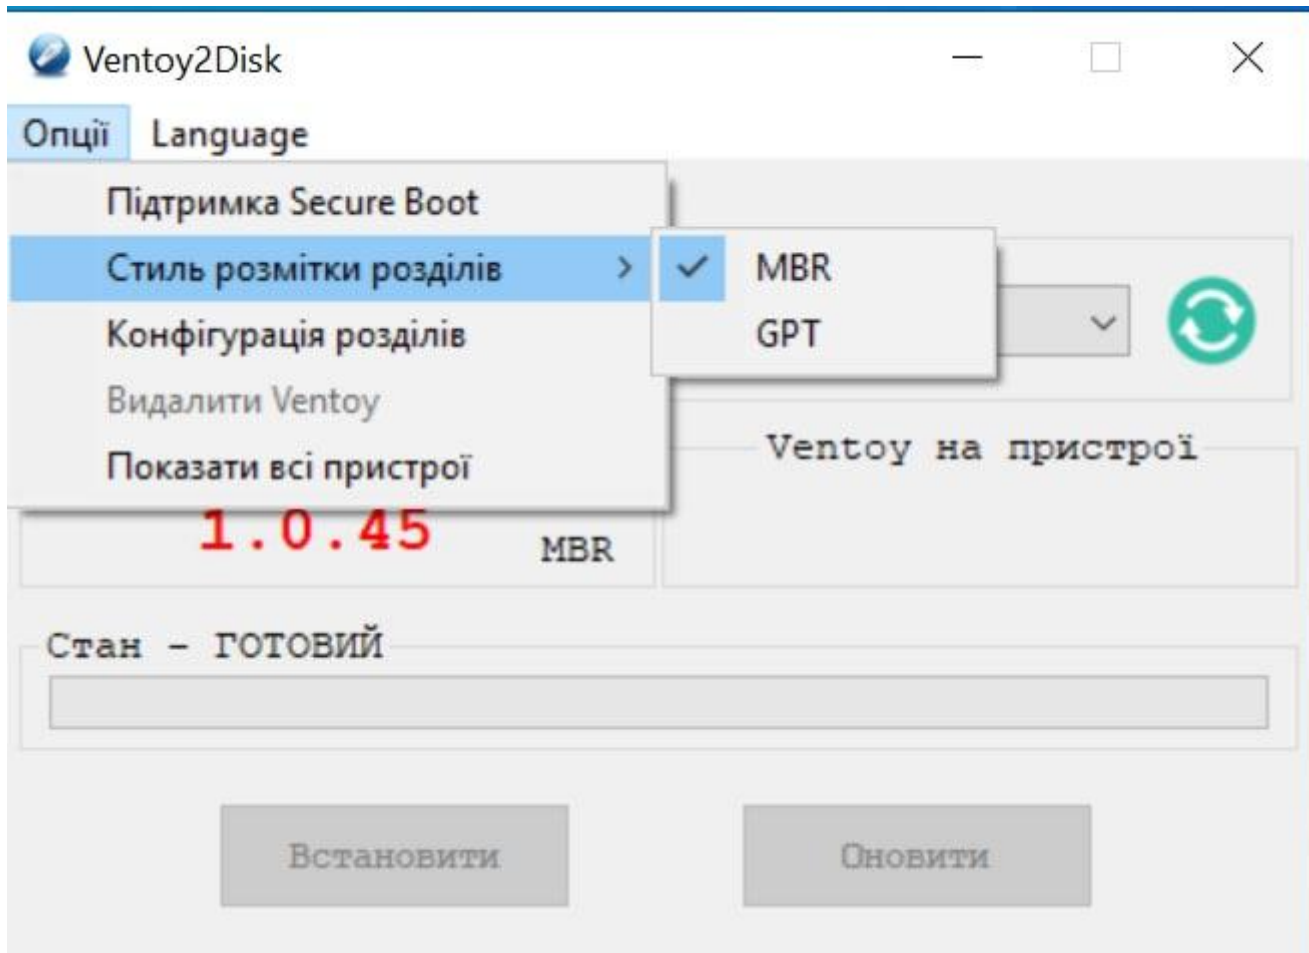 Ventoy2Disk
Опції Language
Підтримка Secure Boot
Стиль розмітки розділів
MBR
GPT
Конфігурація розділів
Видалити Ventoy
Показати всі пристрої
Ventoy на пристрої
1.0.45
MBR
Стан - ГОТОВИЙ
Встановити Оновити